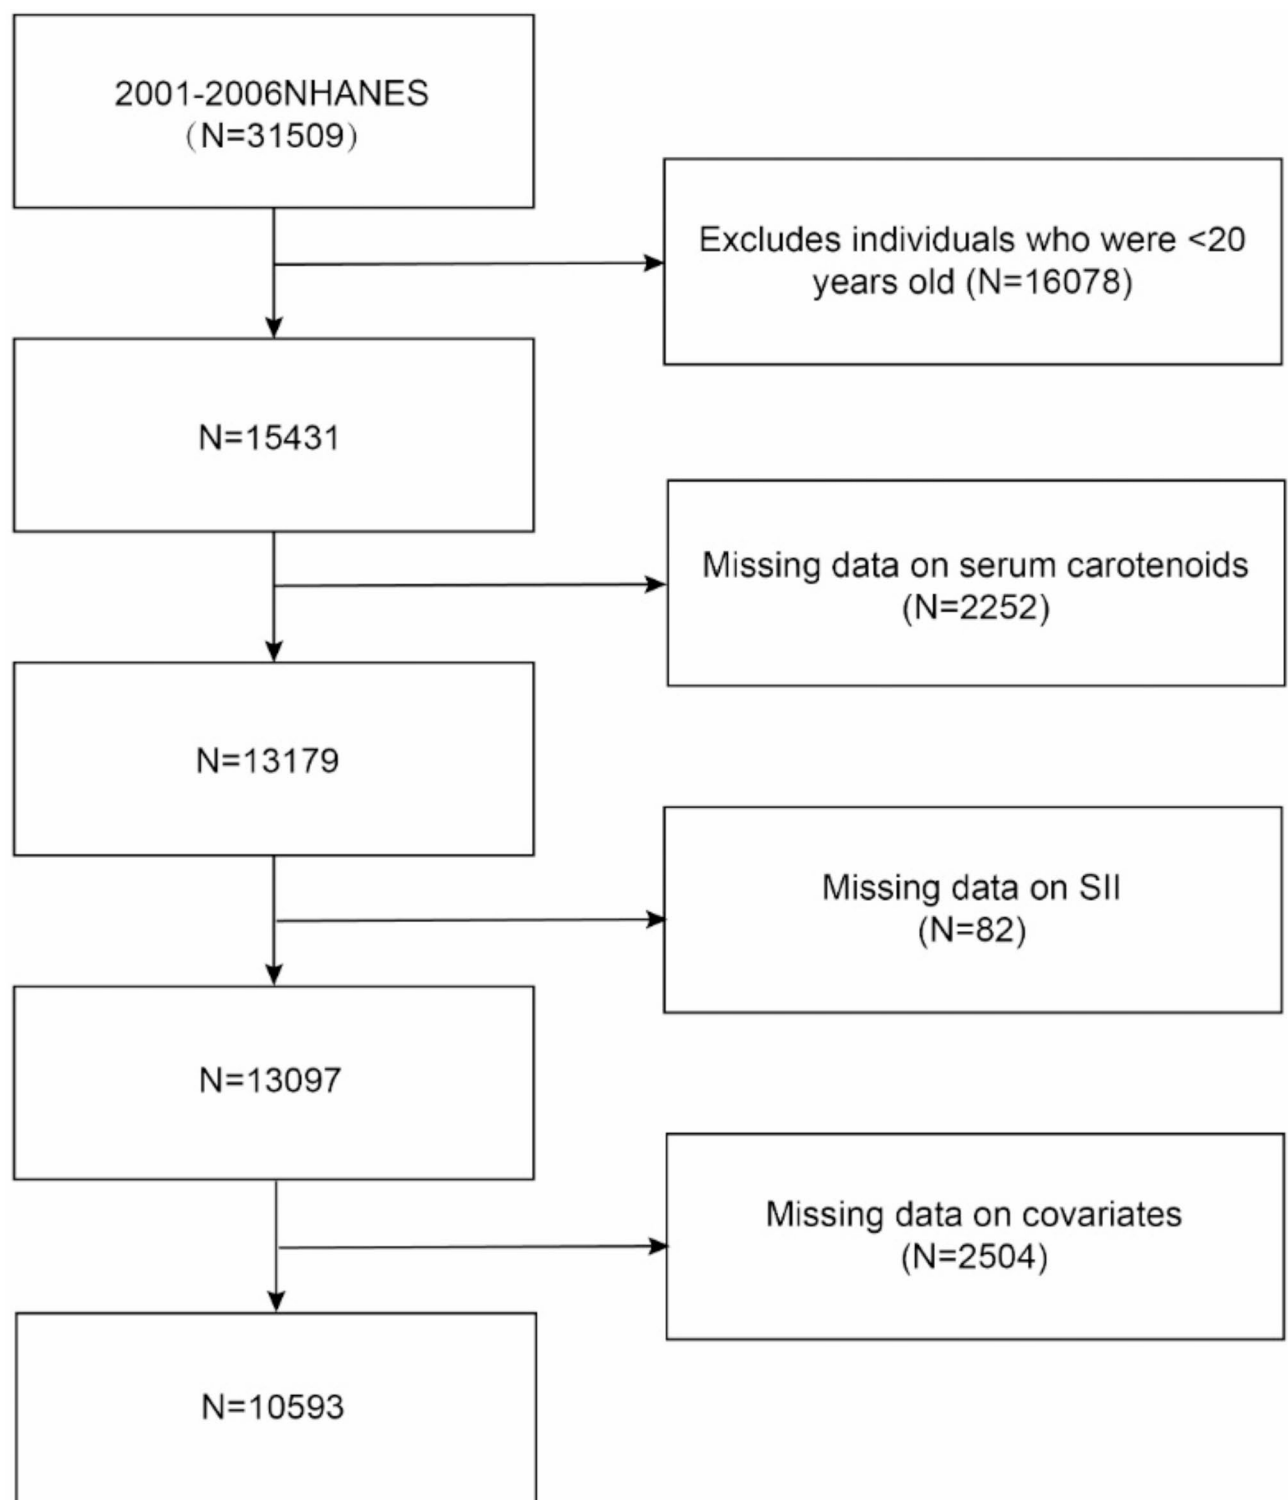 2001-2006NHANES
（N=31509）
Excludes individuals who were <20
years old (N=16078)
N=15431
Missing data on serum carotenoids
(N=2252)
N=13179
Missing data on SII
(N=82)
N=13097
Missing data on covariates
(N=2504)
N=10593